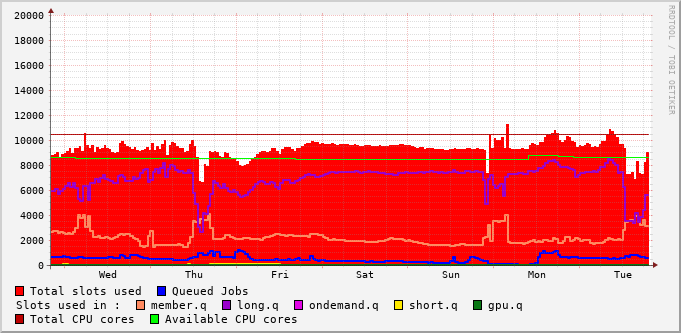 20000
18000
16000
14000
12000
10000
8000
6000
4000
2000
0
Wed Thu Fri Sat Sun Mon Tue
RRDTOOL / TOBI OETIKER
Total slots used Queued Jobs
Slots used in : member.q long.q ondemand.q short.q gpu.q
Total CPU cores Available CPU cores